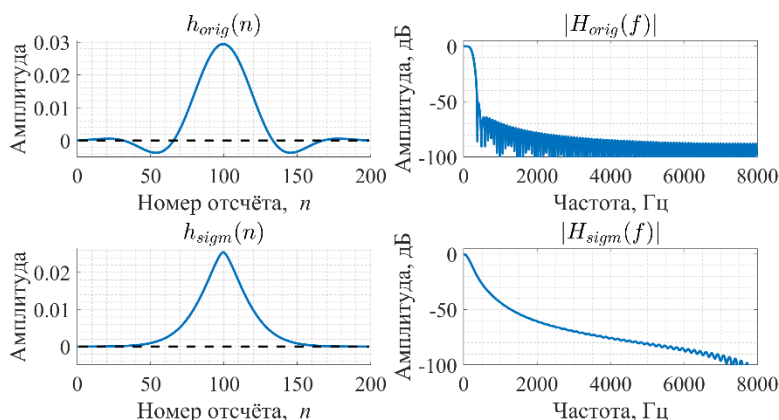 h_orig(n)
Амплитуда
0.03
0.02
0.01
0
0 50 100 150 200
Номер отсчёта, n
|H_orig(f)|
Амплитуда, дБ
0
-50
-100
0 2000 4000 6000 8000
Частота, Гц
h_sigm(n)
Амплитуда
0.02
0.01
0
0 50 100 150 200
Номер отсчёта, n
|H_sigm(f)|
Амплитуда, дБ
0
-50
-100
0 2000 4000 6000 8000
Частота, Гц